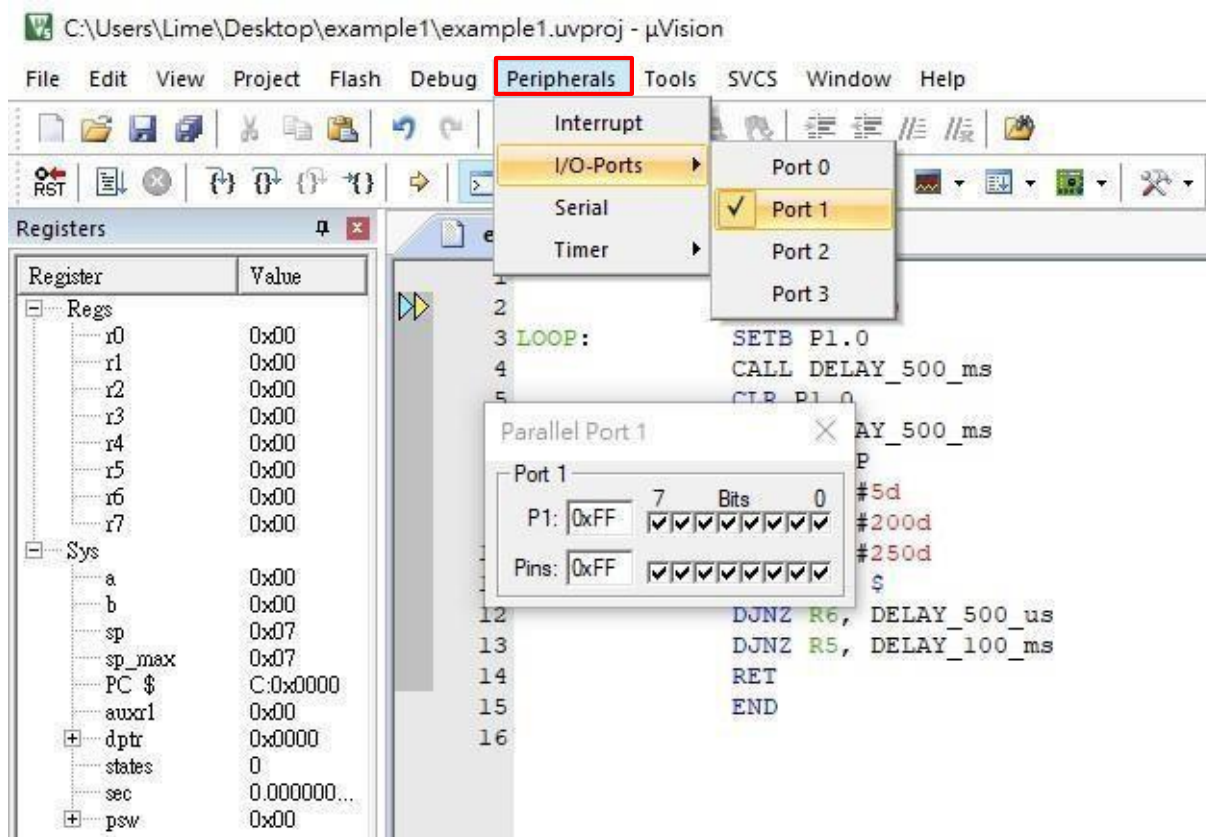 C:\Users\Lime\Desktop\example1\example1.uvproj - µVision
File Edit View Project Flash Debug Peripherals Tools SVCS Window Help
Interrupt
I/O-Ports
Serial
Timer
Port 0
Port 1
Port 2
Port 3
RST
Registers
Register Value
Regs
r0 0x00
r1 0x00
r2 0x00
r3 0x00
r4 0x00
r5 0x00
r6 0x00
r7 0x00
Sys
a 0x00
b 0x00
sp 0x07
sp_max 0x07
PC $ C:0x0000
auxr1 0x00
dptr 0x0000
states 0
sec 0.000000...
psw 0x00
e
1
2
3 LOOP: SETB P1.0
4 CALL DELAY_500_ms
5 CLR P1.0
AY_500_ms
P
#5d
#200d
#250d
$
12 DJNZ R6, DELAY_500_us
13 DJNZ R5, DELAY_100_ms
14 RET
15 END
16
Parallel Port 1
Port 1
7 Bits 0
P1: 0xFF
Pins: 0xFF